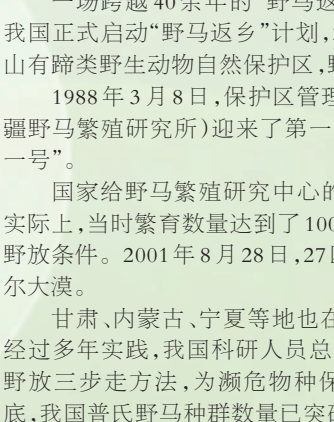 一场跨越40余年的“野马返
我国正式启动“野马返乡”计划,
山有蹄类野生动物自然保护区,野
1988年3月8日,保护区管理
疆野马繁殖研究所)迎来了第一
一号”。
国家给野马繁殖研究中心的
实际上,当时繁育数量达到了100
野放条件。2001年8月28日,27
尔大漠。
甘肃、内蒙古、宁夏等地也在
经过多年实践,我国科研人员总
野放三步走方法,为濒危物种保
底,我国普氏野马种群数量已突破